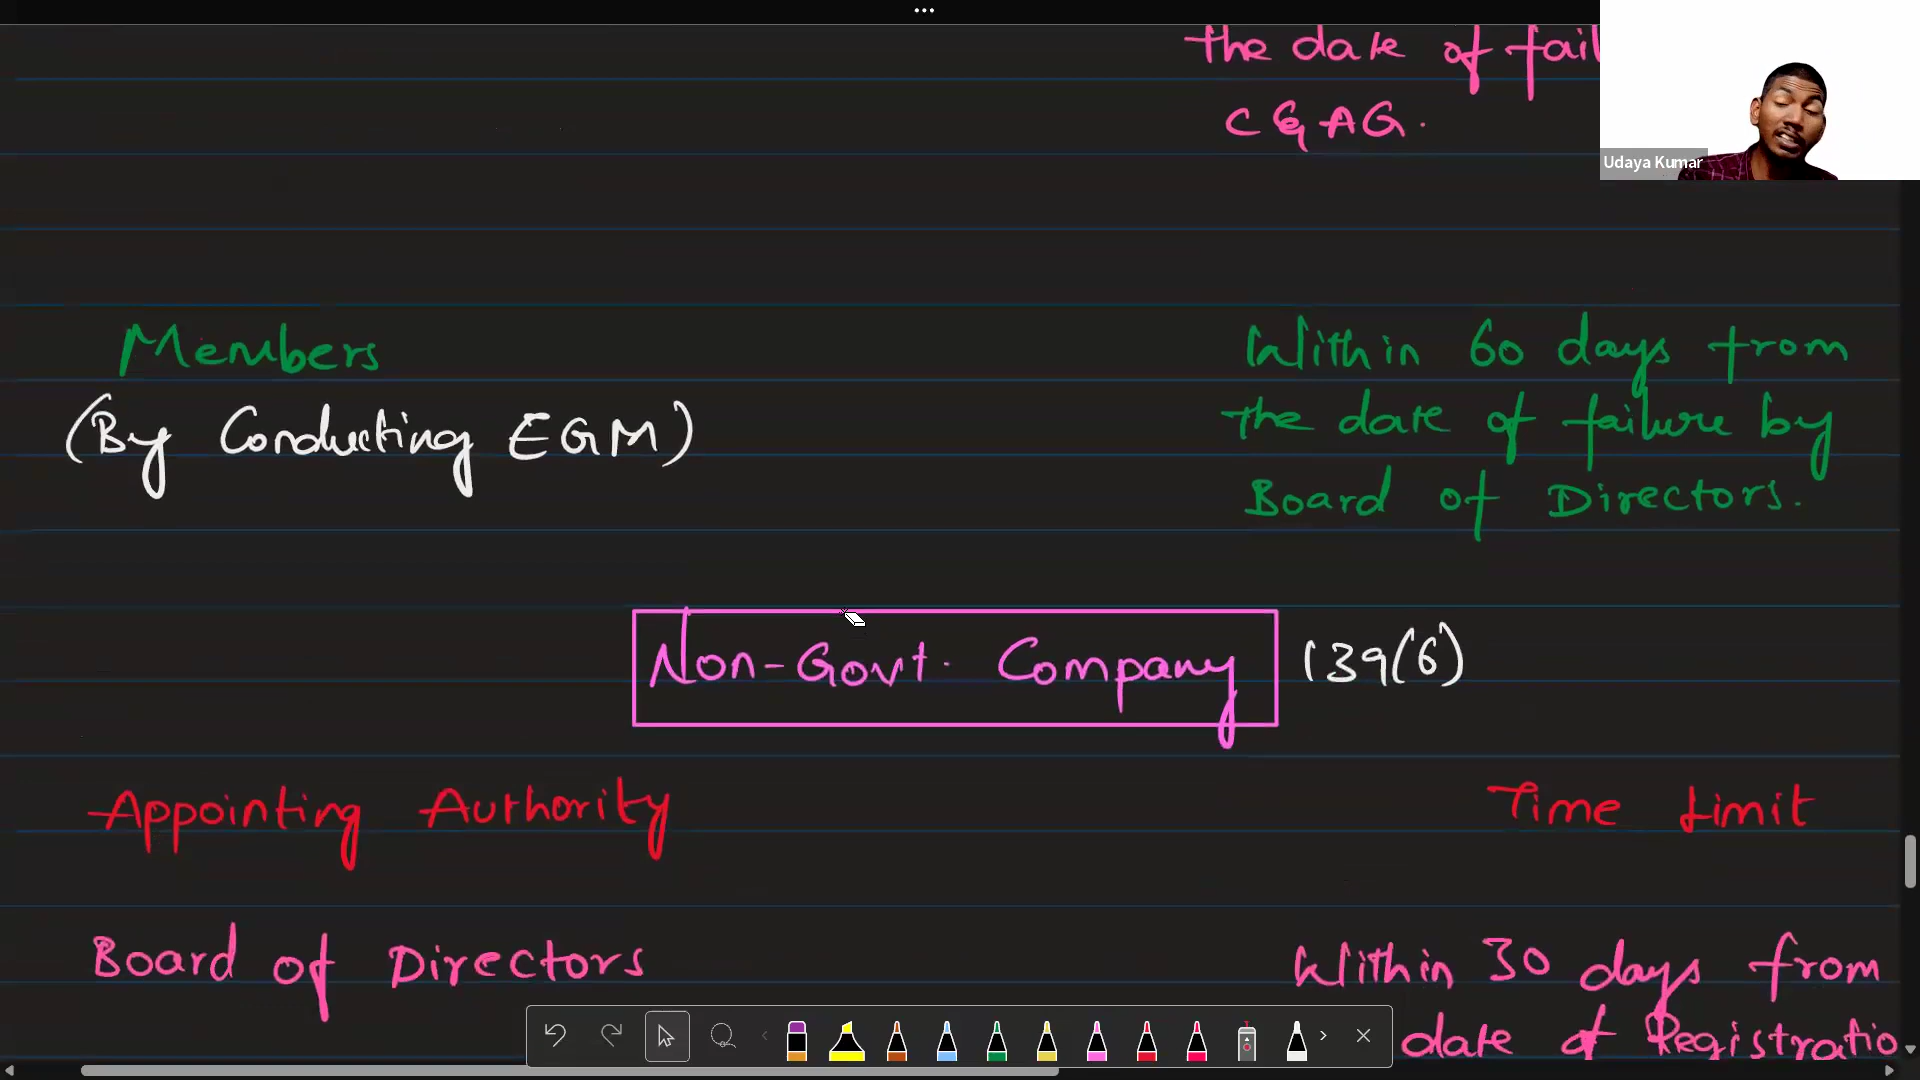 the date of fail
C&AG.
Udaya Kumar
Members
Within 60 days from
(By Conducting EGM)
the date of failure by
Board of Directors.
Non-Govt. Company 139(6)
Appointing Authority
Time Limit
Board of Directors
Within 30 days from
date of Registratio